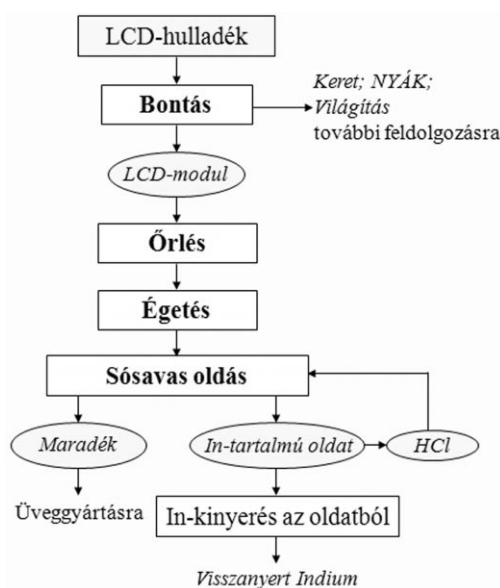 LCD-hulladék
Bontás
Keret; NYÁK;
Világítás
további feldolgozásra
LCD-modul
Őrlés
Égetés
Sósavas oldás
Maradék
In-tartalmú oldat
HCl
Üveggyártásra
In-kinyerés az oldatból
Visszanyert Indium